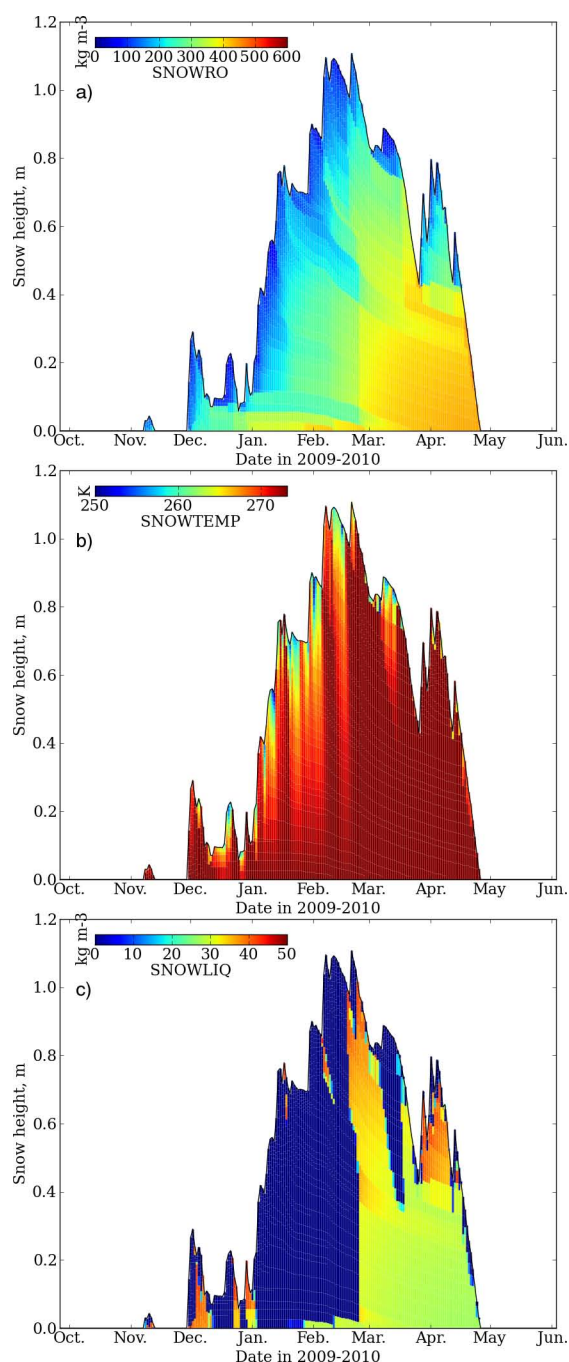 1.2
kg m-3
0 100 200 300 400 500 600
SNOWRO
a)
1.0
0.8
Snow height, m
0.6
0.4
0.2
0.0
Oct. Nov. Dec. Jan. Feb. Mar. Apr. May Jun.
Date in 2009-2010
1.2
K
250 260 270
SNOWTEMP
b)
1.0
0.8
Snow height, m
0.6
0.4
0.2
0.0
Oct. Nov. Dec. Jan. Feb. Mar. Apr. May Jun.
Date in 2009-2010
1.2
kg m-3
0 10 20 30 40 50
SNOWLIQ
c)
1.0
0.8
Snow height, m
0.6
0.4
0.2
0.0
Oct. Nov. Dec. Jan. Feb. Mar. Apr. May Jun.
Date in 2009-2010